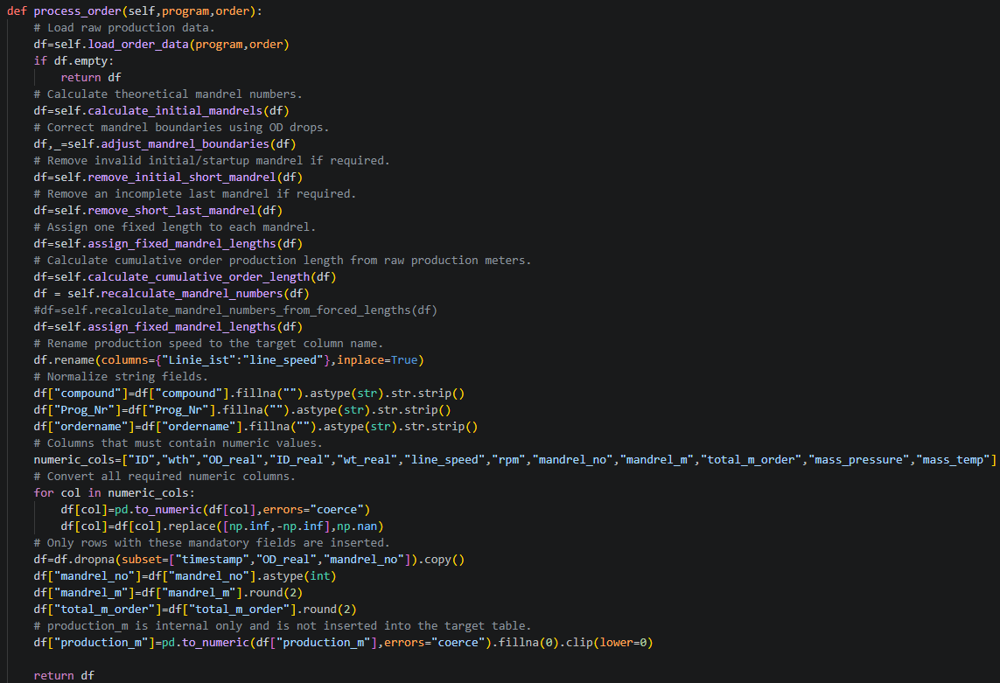 def process_order(self,program,order):
    # Load raw production data.
    df=self.load_order_data(program,order)
    if df.empty:
        return df
    # Calculate theoretical mandrel numbers.
    df=self.calculate_initial_mandrels(df)
    # Correct mandrel boundaries using OD drops.
    df,_=self.adjust_mandrel_boundaries(df)
    # Remove invalid initial/startup mandrel if required.
    df=self.remove_initial_short_mandrel(df)
    # Remove an incomplete last mandrel if required.
    df=self.remove_short_last_mandrel(df)
    # Assign one fixed length to each mandrel.
    df=self.assign_fixed_mandrel_lengths(df)
    # Calculate cumulative order production length from raw production meters.
    df=self.calculate_cumulative_order_length(df)
    df = self.recalculate_mandrel_numbers(df)
    #df=self.recalculate_mandrel_numbers_from_forced_lengths(df)
    df=self.assign_fixed_mandrel_lengths(df)
    # Rename production speed to the target column name.
    df.rename(columns={"Linie_ist":"line_speed"},inplace=True)
    # Normalize string fields.
    df["compound"]=df["compound"].fillna("").astype(str).str.strip()
    df["Prog_Nr"]=df["Prog_Nr"].fillna("").astype(str).str.strip()
    df["ordername"]=df["ordername"].fillna("").astype(str).str.strip()
    # Columns that must contain numeric values.
    numeric_cols=["ID","wth","OD_real","ID_real","wt_real","line_speed","rpm","mandrel_no","mandrel_m","total_m_order","mass_pressure","mass_temp"]
    # Convert all required numeric columns.
    for col in numeric_cols:
        df[col]=pd.to_numeric(df[col],errors="coerce")
        df[col]=df[col].replace([np.inf,-np.inf],np.nan)
    # Only rows with these mandatory fields are inserted.
    df=df.dropna(subset=["timestamp","OD_real","mandrel_no"]).copy()
    df["mandrel_no"]=df["mandrel_no"].astype(int)
    df["mandrel_m"]=df["mandrel_m"].round(2)
    df["total_m_order"]=df["total_m_order"].round(2)
    # production_m is internal only and is not inserted into the target table.
    df["production_m"]=pd.to_numeric(df["production_m"],errors="coerce").fillna(0).clip(lower=0)
    return df